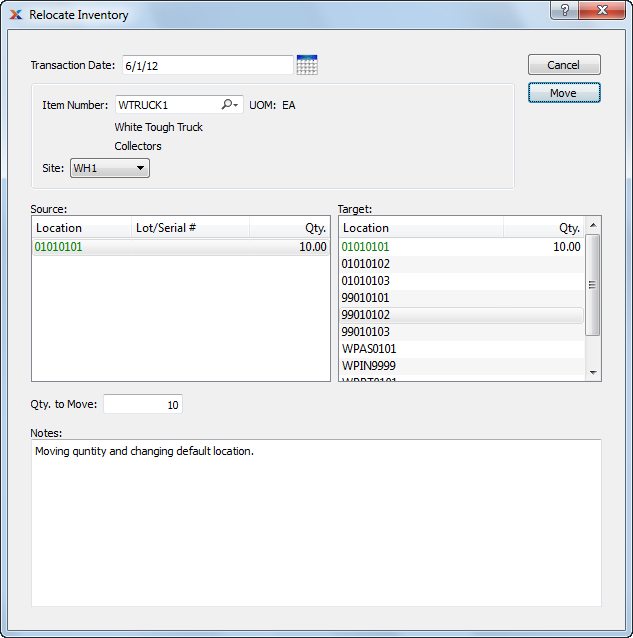 Relocate Inventory
?
Transaction Date: 6/1/12
Cancel
Move
Item Number: WTRUCK1 UOM: EA
White Tough Truck
Collectors
Site: WH1
Source:
Location Lot/Serial # Qty.
01010101 10.00
Target:
Location Qty.
01010101 10.00
01010102
01010103
99010101
99010102
99010103
WPAS0101
WPIN9999
Qty. to Move: 10
Notes:
Moving quntity and changing default location.